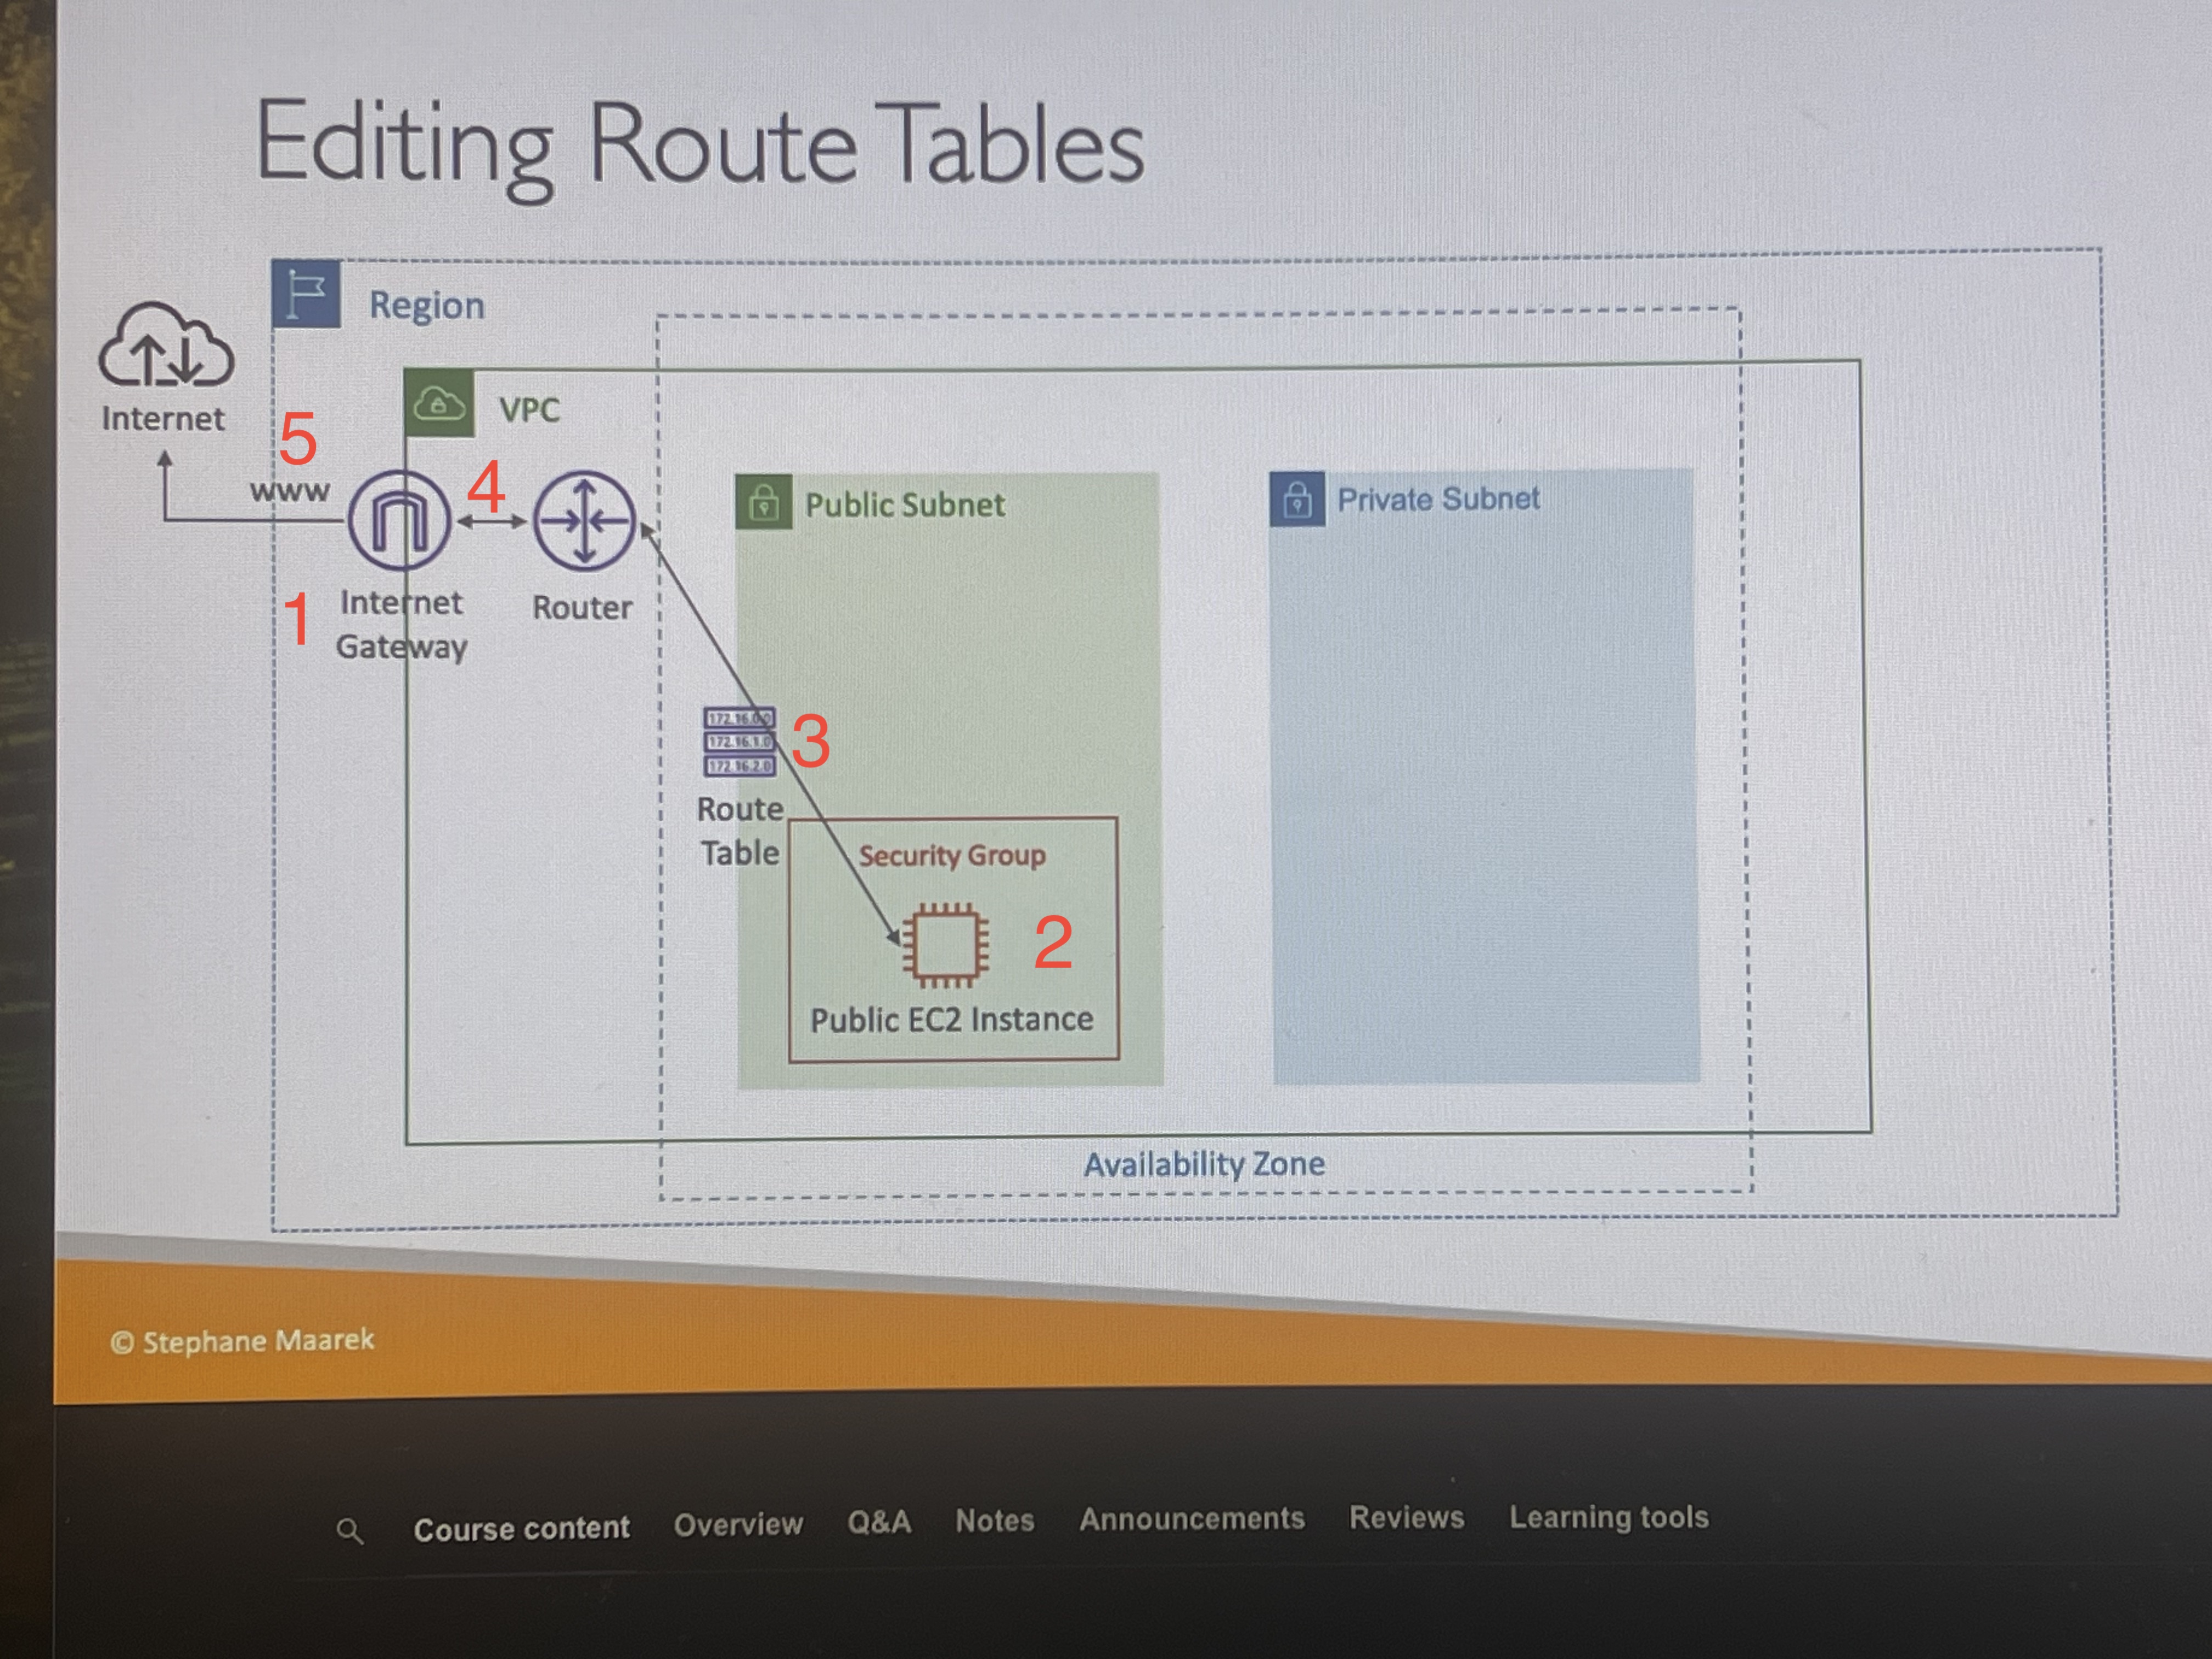 Editing Route Tables
Region
Internet
VPC
5
www
4
Public Subnet
Private Subnet
1
Internet
Gateway
Router
172.16.0.0
172.16.1.0
172.16.2.0
3
Route
Table
Security Group
2
Public EC2 Instance
Availability Zone
© Stephane Maarek
Course content
Overview
Q&A
Notes
Announcements
Reviews
Learning tools